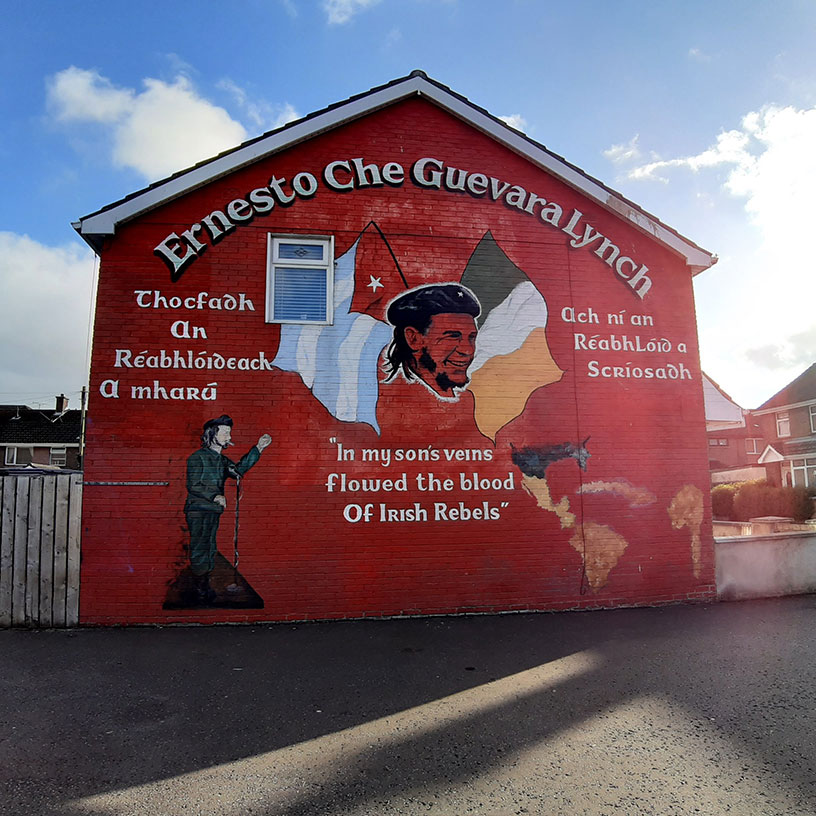 Ernesto Che Guevara Lynch
Thocfadh
An
Réabhlóideach
a mharú
ach ní an
Réabhlóid a
Scriosadh
"In my son's veins
flowed the blood
Of Irish Rebels"